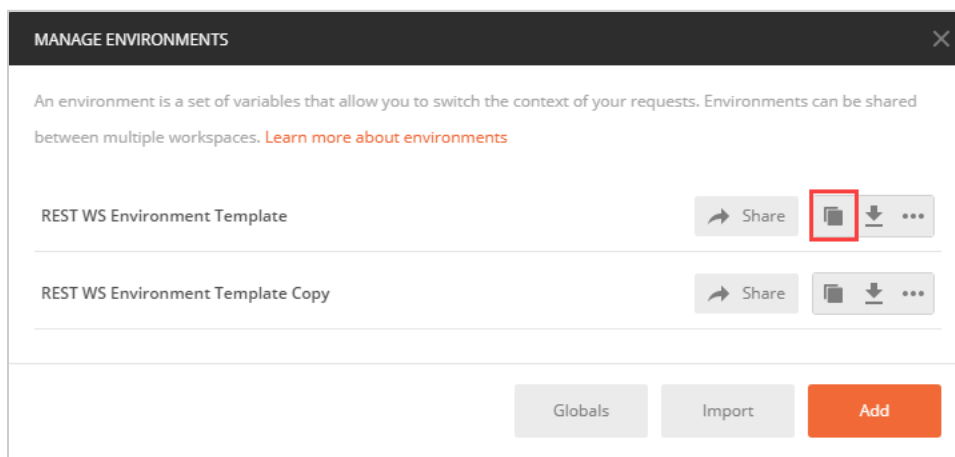 MANAGE ENVIRONMENTS
An environment is a set of variables that allow you to switch the context of your requests. Environments can be shared
between multiple workspaces. Learn more about environments
REST WS Environment Template
Share
REST WS Environment Template Copy
Share
Globals
Import
Add